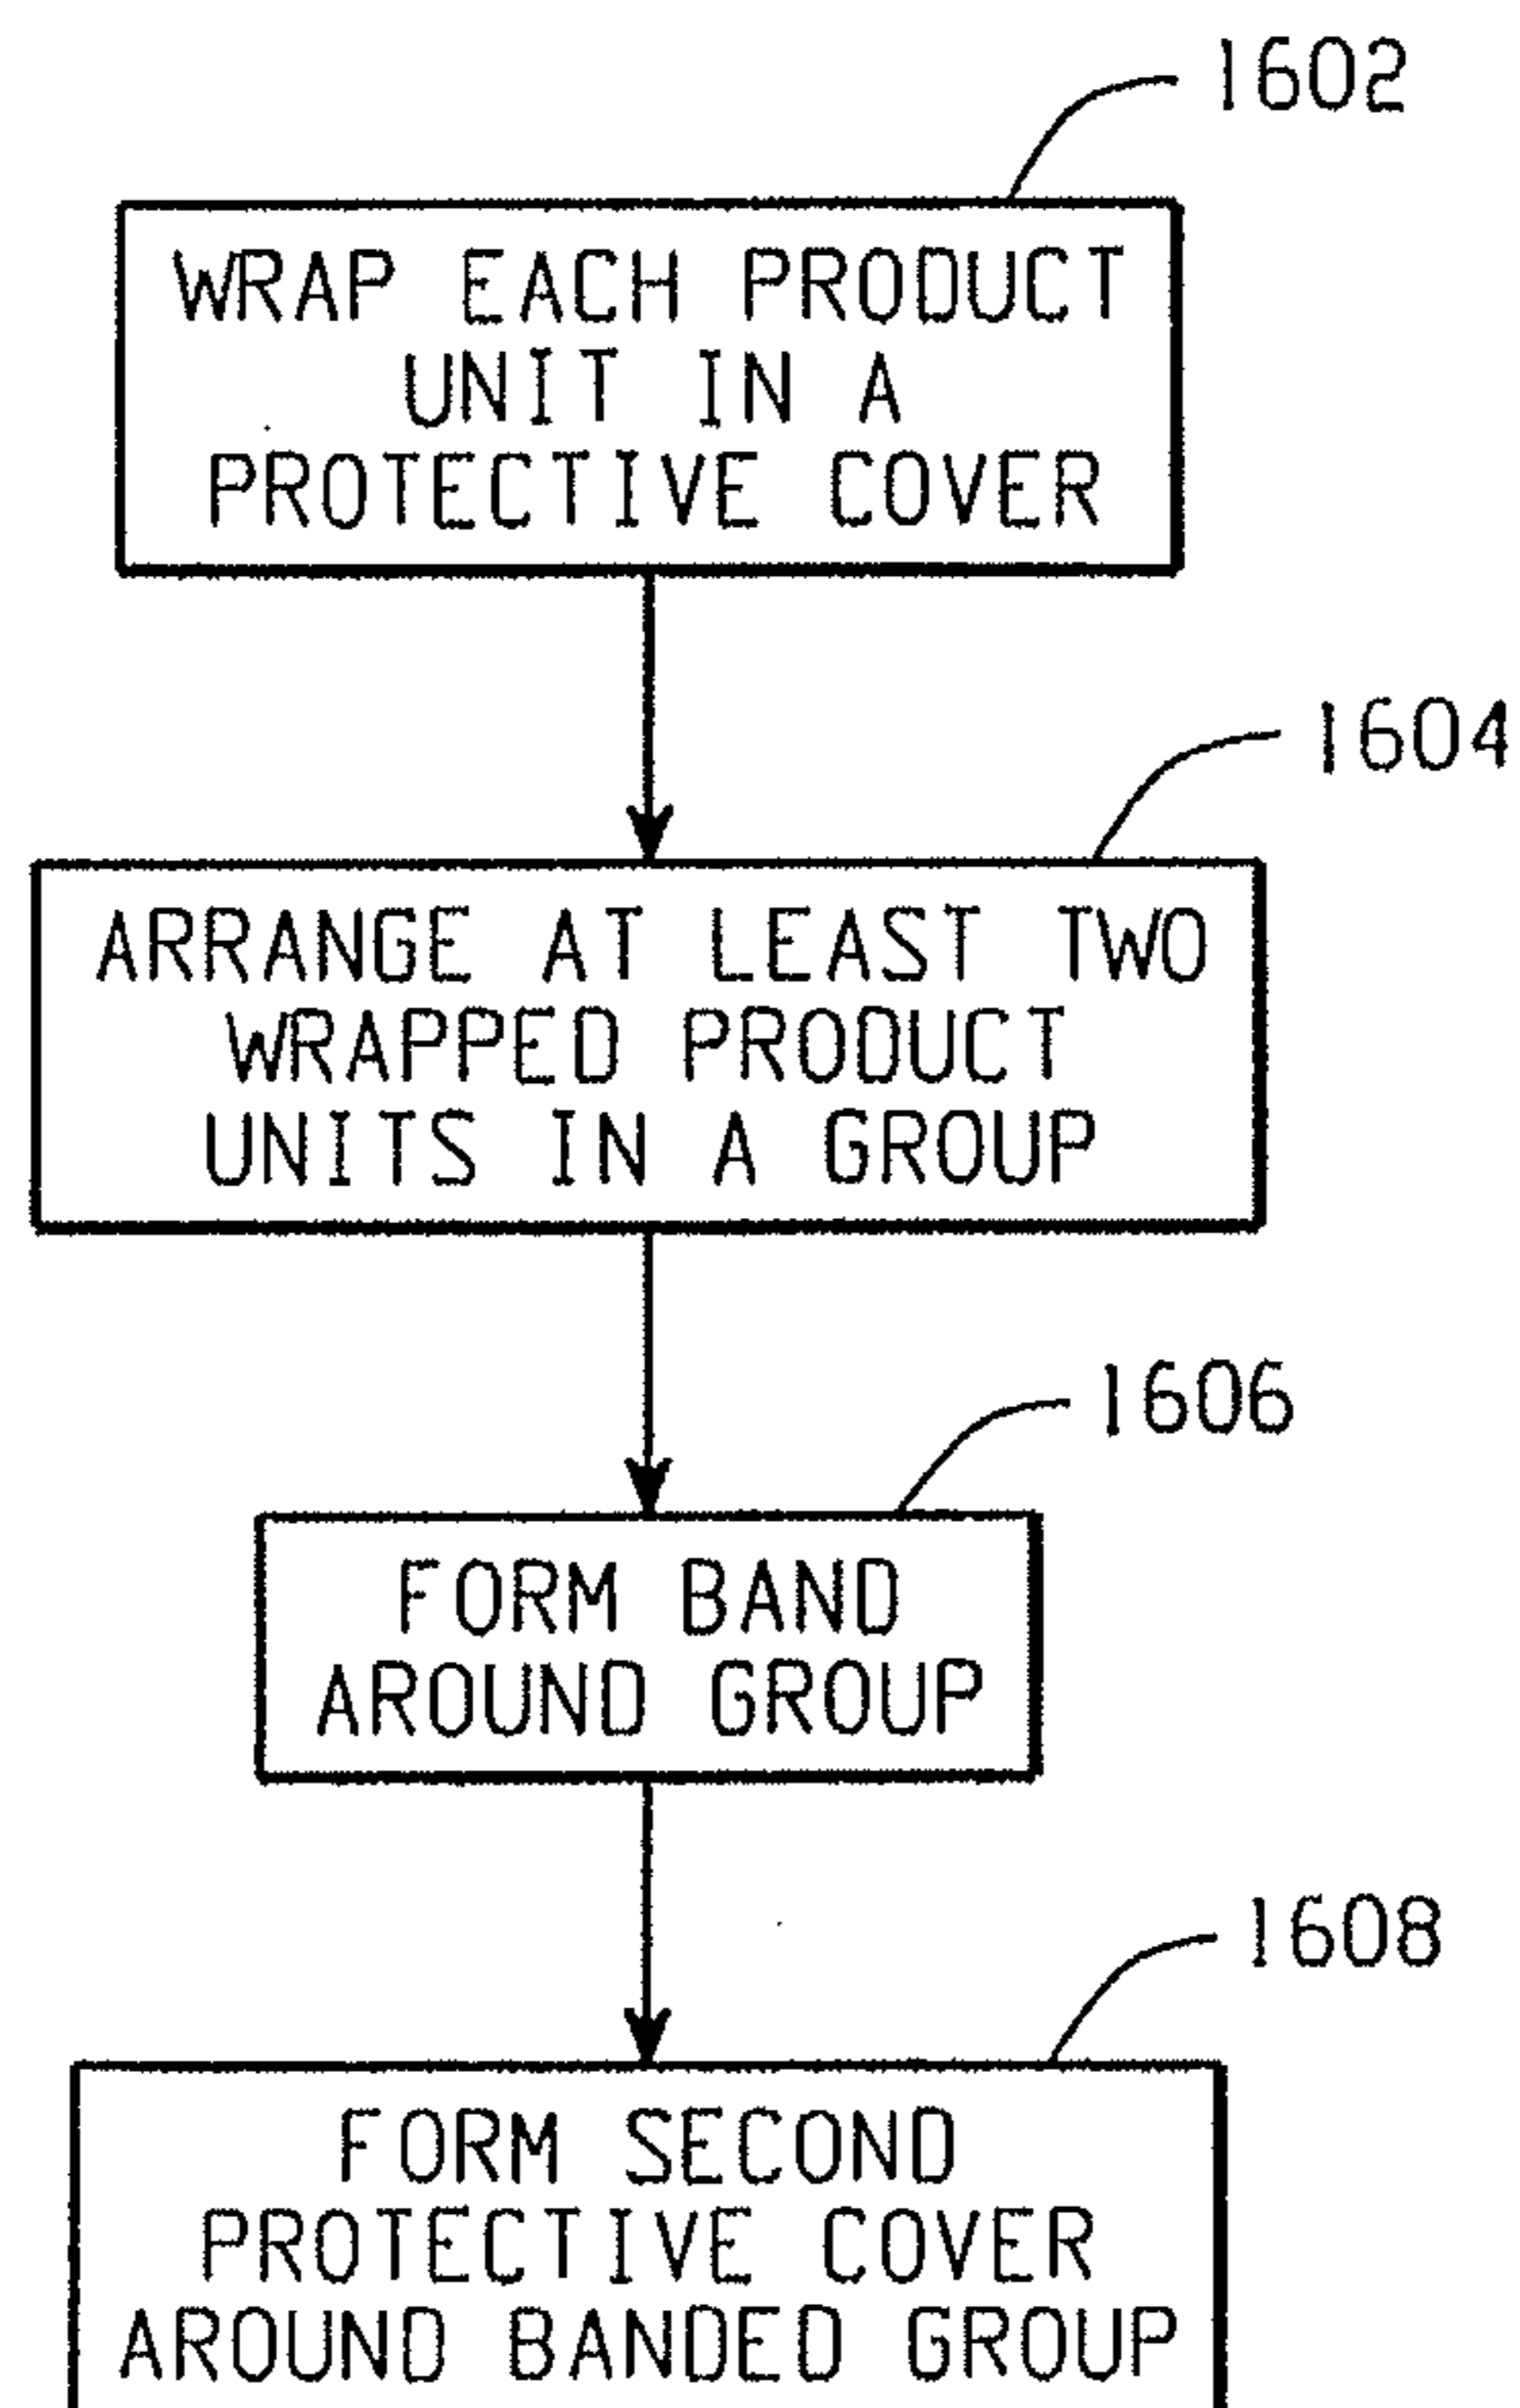 1602
WRAP EACH PRODUCT
UNIT IN A
PROTECTIVE COVER
1604
ARRANGE AT LEAST TWO
WRAPPED PRODUCT
UNITS IN A GROUP
1606
FORM BAND
AROUND GROUP
1608
FORM SECOND
PROTECTIVE COVER
AROUND BANDED GROUP